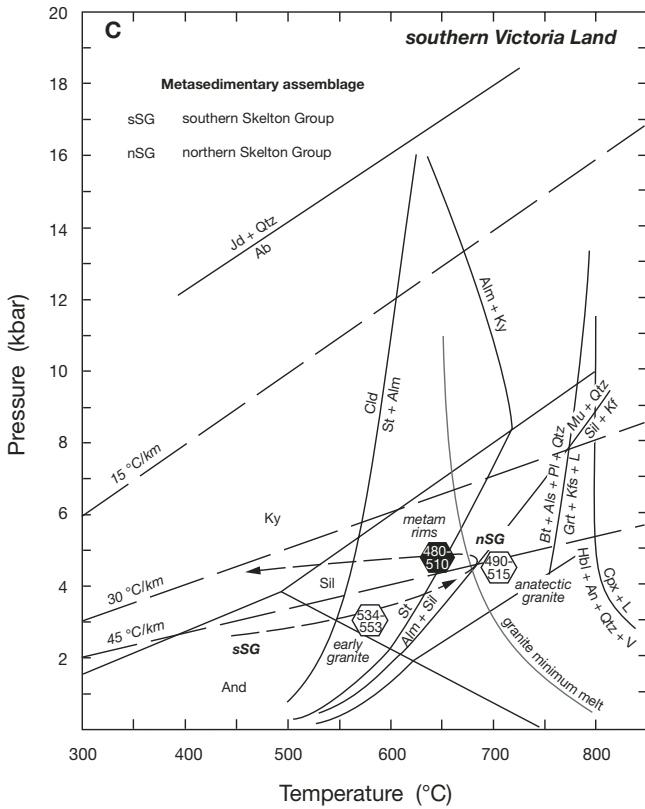 C
southern Victoria Land
Metasedimentary assemblage
sSG southern Skelton Group
nSG northern Skelton Group
Pressure (kbar)
20
18
16
14
12
10
8
6
4
2
Jd + Qtz
Ab
Alm + Ky
Cld
St + Alm
15 °C/km
Mu + Qtz
Sil + Kf
Bt + Als + Pl + Qtz
Grt + Kfs + L
Ky
metam
rims
nSG
480-
510
490-
515
anatectic
granite
Hbl + An + Qtz + V
Cpx + L
30 °C/km
Sil
45 °C/km
534-
553
St
Alm + Sil
sSG
early
granite
And
granite minimum melt
300
400
500
600
700
800
Temperature (°C)